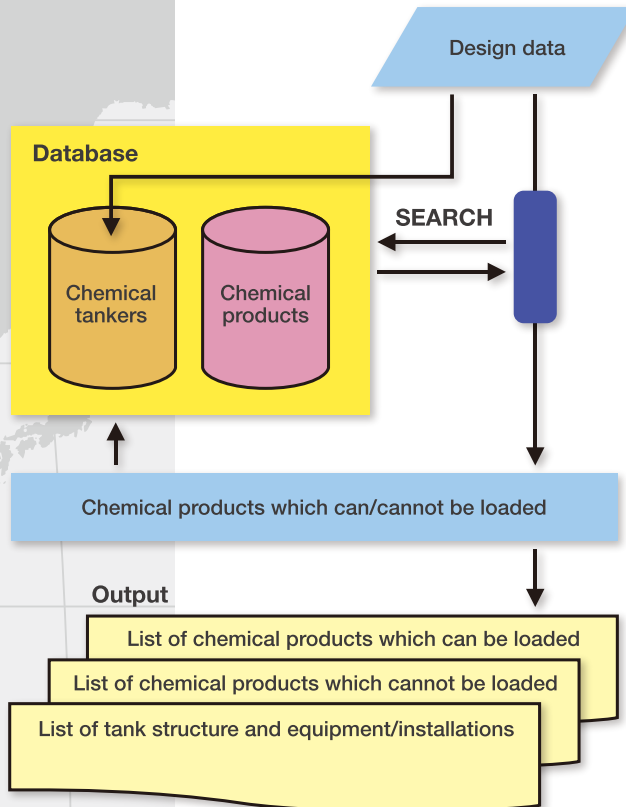 Design data
Database
SEARCH
Chemical
tankers
Chemical
products
Chemical products which can/cannot be loaded
Output
List of chemical products which can be loaded
List of chemical products which cannot be loaded
List of tank structure and equipment/installations